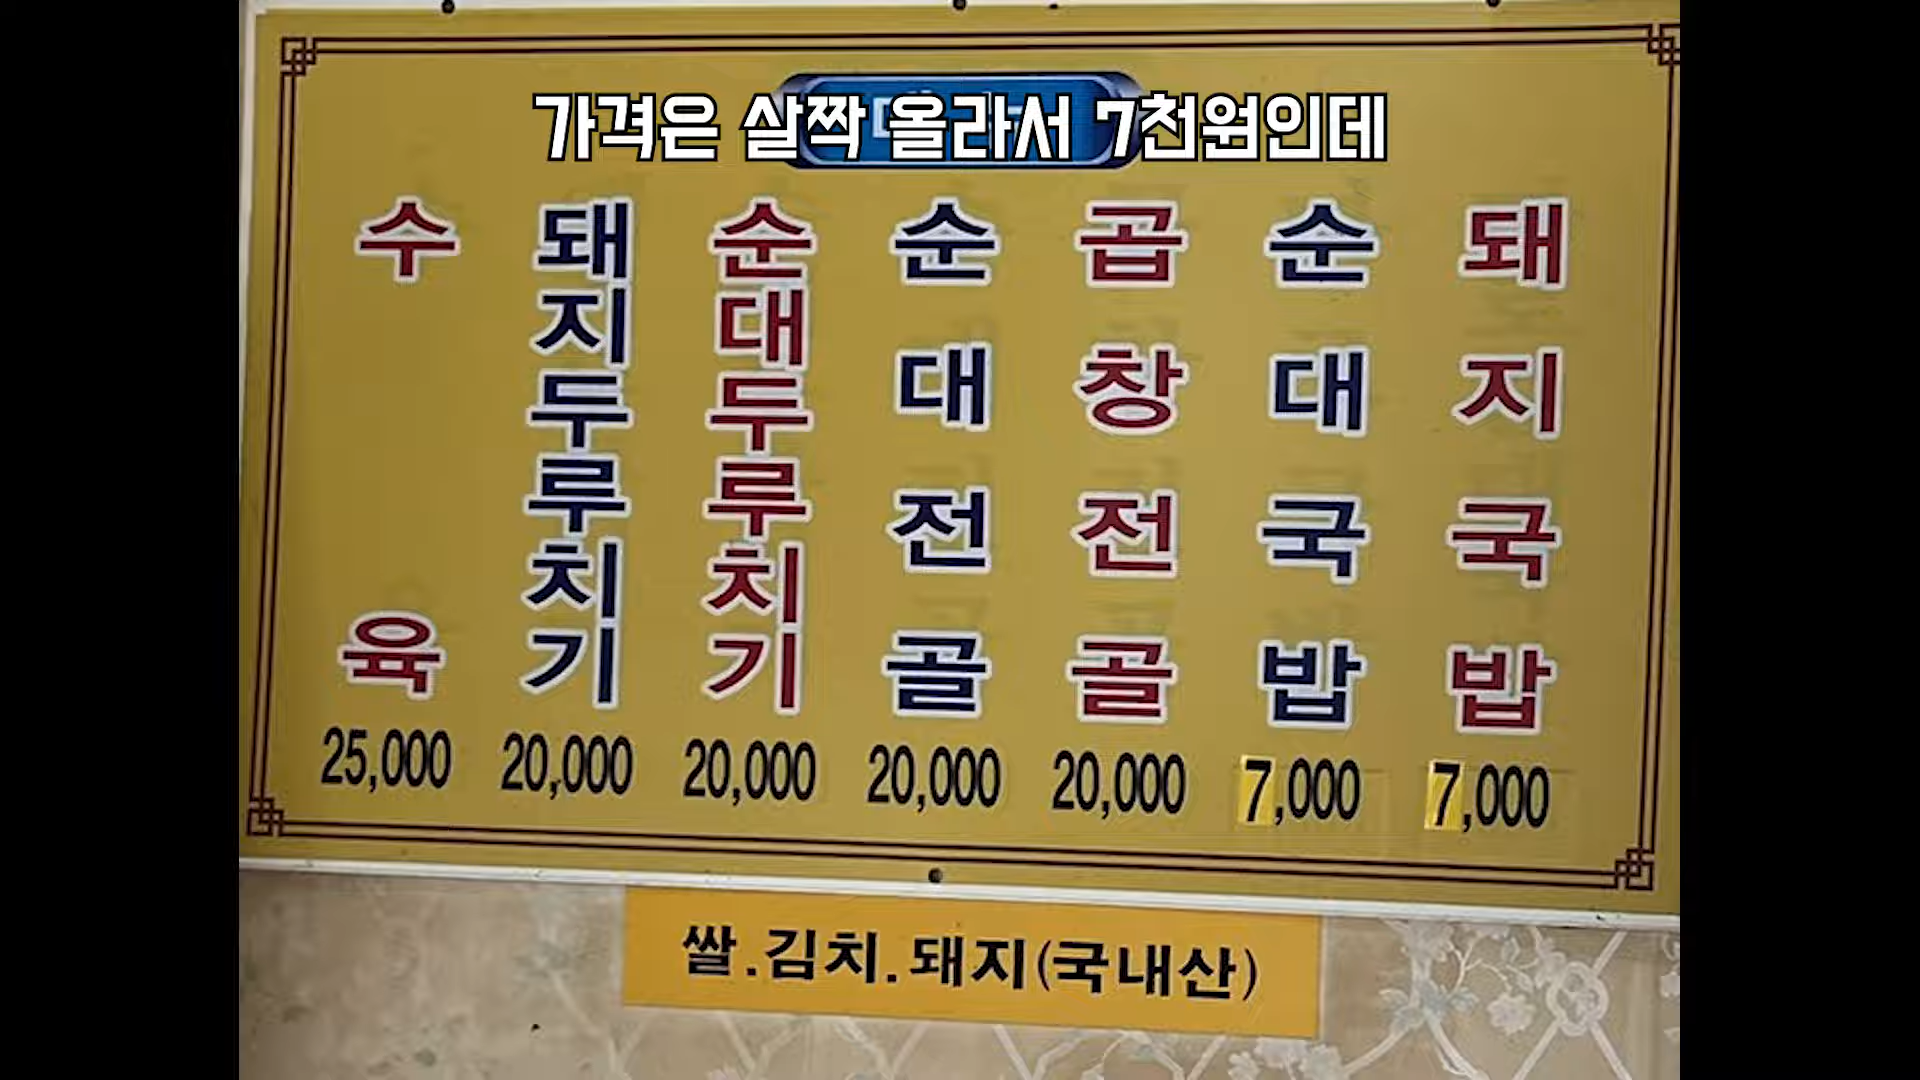 가격은 살짝 올라서 7천원인데
수육
돼지두루치기
순대두루치기
순대전골
곱창전골
순대국밥
돼지국밥
25,000 20,000 20,000 20,000 20,000 7,000 7,000
쌀.김치.돼지(국내산)